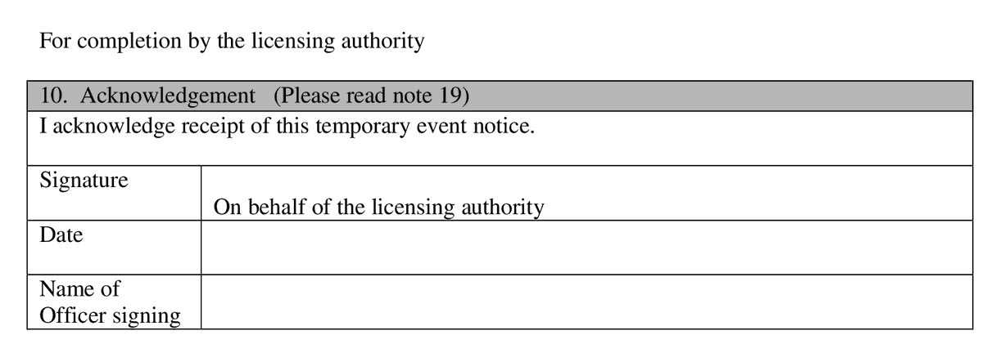 For completion by the licensing authority
10. Acknowledgement (Please read note 19)
I acknowledge receipt of this temporary event notice.
Signature
On behalf of the licensing authority
Date
Name of
Officer signing